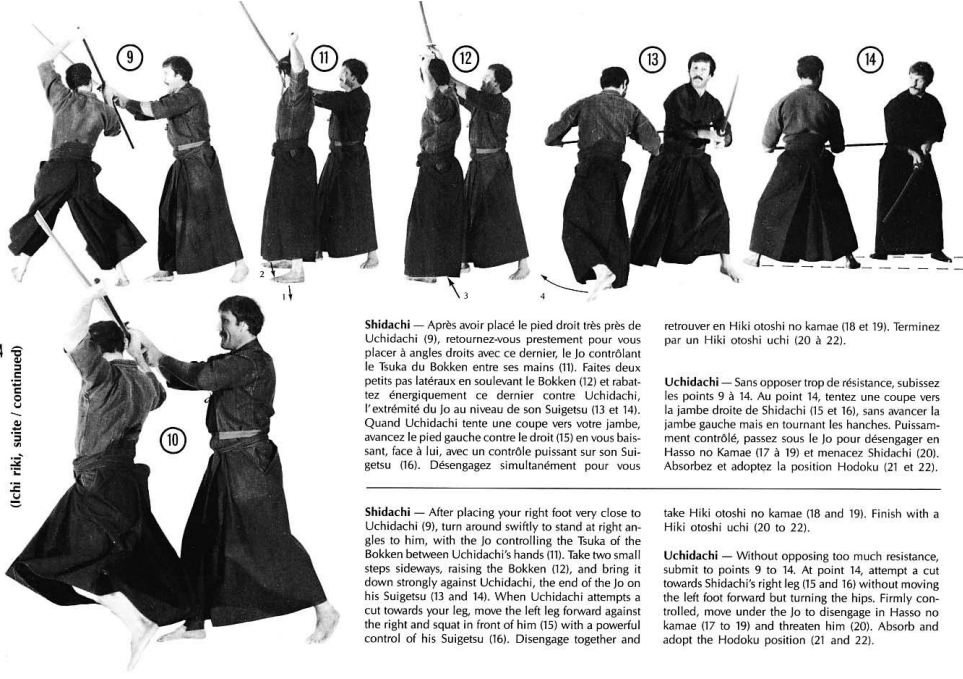 9
11
12
13
14
2
1
3
4
10
(Ichi riki, suite / continued)
Shidachi — Après avoir placé le pied droit très près de
Uchidachi (9), retournez-vous prestement pour vous
placer à angles droits avec ce dernier, le Jo contrôlant
le Tsuka du Bokken entre ses mains (11). Faites deux
petits pas latéraux en soulevant le Bokken (12) et rabat-
tez énergiquement ce dernier contre Uchidachi,
l'extrémité du Jo au niveau de son Suigetsu (13 et 14).
Quand Uchidachi tente une coupe vers votre jambe,
avancez le pied gauche contre le droit (15) en vous bais-
sant, face à lui, avec un contrôle puissant sur son Sui-
getsu (16). Désengagez simultanément pour vous
retrouver en Hiki otoshi no kamae (18 et 19). Terminez
par un Hiki otoshi uchi (20 à 22).
Uchidachi — Sans opposer trop de résistance, subissez
les points 9 à 14. Au point 14, tentez une coupe vers
la jambe droite de Shidachi (15 et 16), sans avancer la
jambe gauche mais en tournant les hanches. Puissam-
ment contrôlé, passez sous le Jo pour désengager en
Hasso no Kamae (17 à 19) et menacez Shidachi (20).
Absorbez et adoptez la position Hodoku (21 et 22).
Shidachi — After placing your right foot very close to
Uchidachi (9), turn around swiftly to stand at right an-
gles to him, with the Jo controlling the Tsuka of the
Bokken between Uchidachi's hands (11). Take two small
steps sideways, raising the Bokken (12), and bring it
down strongly against Uchidachi, the end of the Jo on
his Suigetsu (13 and 14). When Uchidachi attempts a
cut towards your leg, move the left leg forward against
the right and squat in front of him (15) with a powerful
control of his Suigetsu (16). Disengage together and
take Hiki otoshi no kamae (18 and 19). Finish with a
Hiki otoshi uchi (20 to 22).
Uchidachi — Without opposing too much resistance,
submit to points 9 to 14. At point 14, attempt a cut
towards Shidachi's right leg (15 and 16) without moving
the left foot forward but turning the hips. Firmly con-
trolled, move under the Jo to disengage in Hasso no
kamae (17 to 19) and threaten him (20). Absorb and
adopt the Hodoku position (21 and 22).